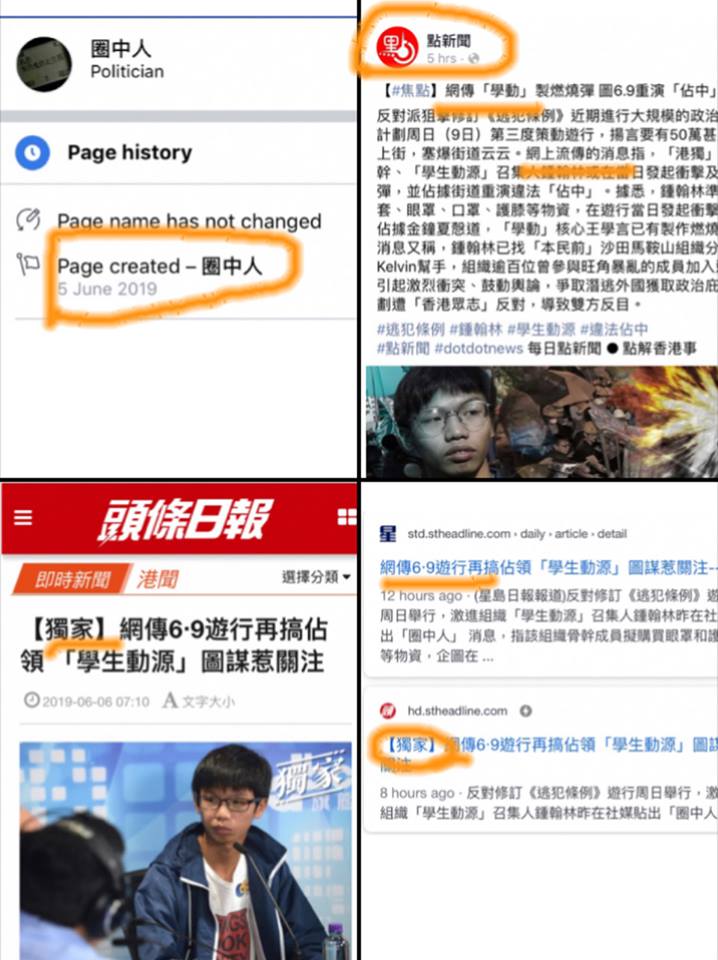 圈中人
Politician
Page history
Page name has not changed
Page created – 圈中人
5 June 2019
點新聞
5 hrs ·
【#焦點】網傳「學動」製燃燒彈 圖6.9重演「佔中」
反對派狙擊修訂《逃犯條例》近期進行大規模的政治
計劃周日（9日）第三度策動遊行，揚言要有50萬甚
上街，塞爆街道云云。網上流傳的消息指，「港獨」
幹、「學生動源」召集人鍾翰林或在當日發起衝擊及
彈，並佔據街道重演違法「佔中」。據悉，鍾翰林準
套、眼罩、口罩、護膝等物資，在遊行當日發起衝擊
佔據金鐘夏慤道，「學動」核心王學言已有製作燃燒
消息又稱，鍾翰林已找「本民前」沙田馬鞍山組織分
Kelvin幫手，組織逾百位曾參與旺角暴亂的成員加入
引起激烈衝突、鼓動輿論，爭取潛逃外國獲取政治庇
劃遭「香港眾志」反對，導致雙方反目。
#逃犯條例 #鍾翰林 #學生動源 #違法佔中
#點新聞 #dotdotnews 每日點新聞 ● 點解香港事
頭條日報
即時新聞 港聞 選擇分類
【獨家】網傳6‧9遊行再搞佔
領 「學生動源」圖謀惹關注
2019-06-06 07:10 A 文字大小
獨家
星 std.stheadline.com › daily › article › detail
網傳6‧9遊行再搞佔領「學生動源」圖謀惹關注--
12 hours ago · (星島日報報道)反對修訂《逃犯條例》遊
周日舉行，激進組織「學生動源」召集人鍾翰林昨在社
出「圈中人」 消息，指該組織骨幹成員擬購買眼罩和護
等物資，企圖在 ...
hd.stheadline.com
【獨家】網傳6‧9遊行再搞佔領「學生動源」圖謀
關注
8 hours ago · 反對修訂《逃犯條例》遊行周日舉行，激
組織「學生動源」召集人鍾翰林昨在社媒貼出「圈中人